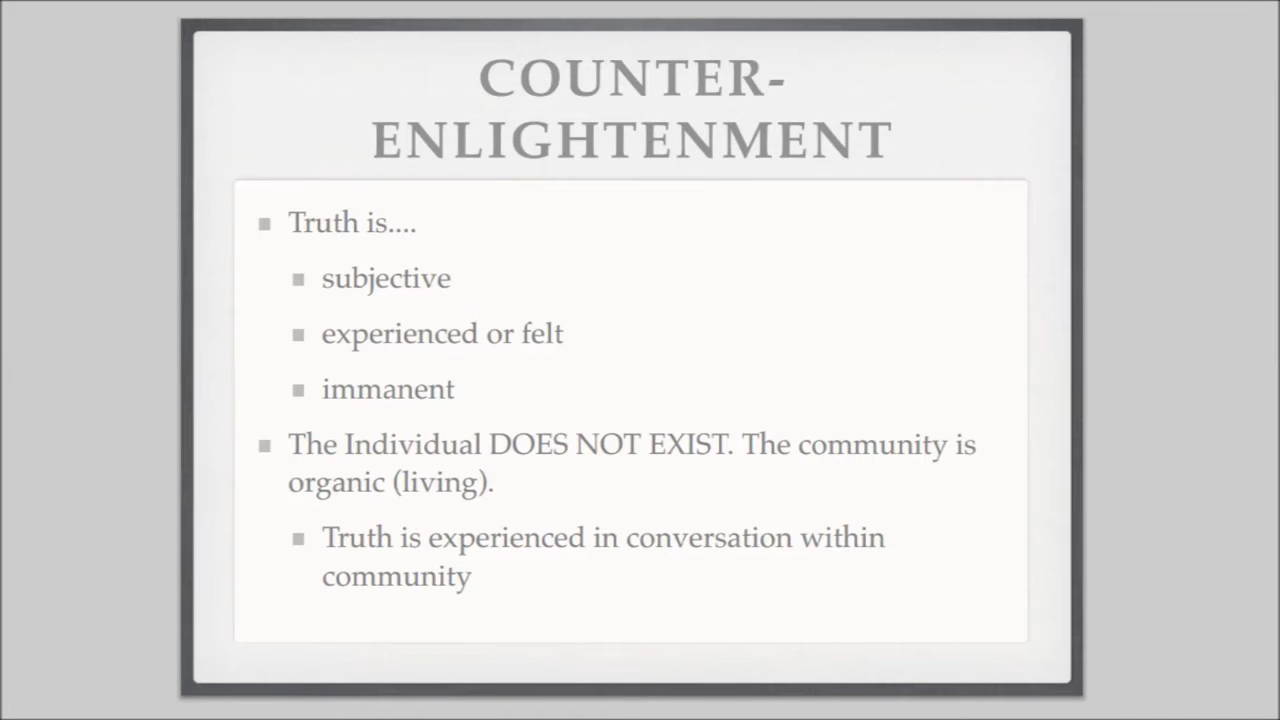 COUNTER-
ENLIGHTENMENT
Truth is....
subjective
experienced or felt
immanent
The Individual DOES NOT EXIST. The community is
organic (living).
Truth is experienced in conversation within
community